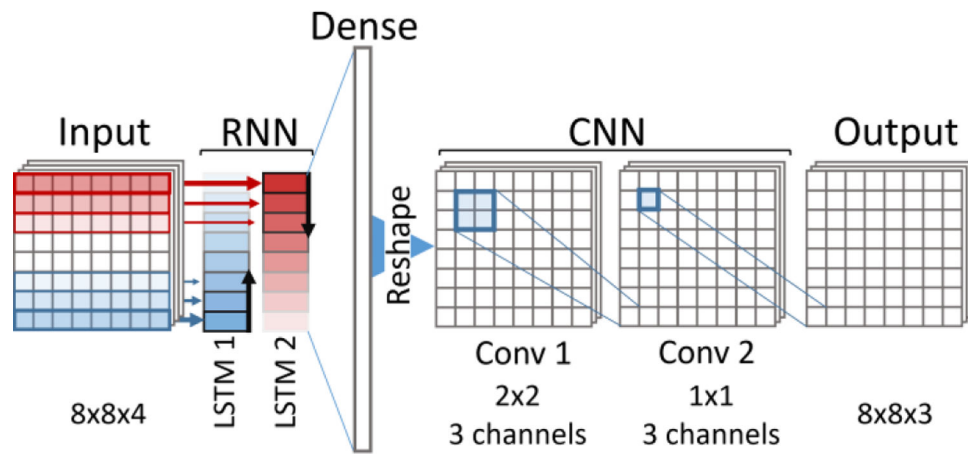 Dense
Input
RNN
CNN
Output
Reshape
LSTM 1
LSTM 2
Conv 1
Conv 2
8x8x4
2x2
3 channels
1x1
3 channels
8x8x3